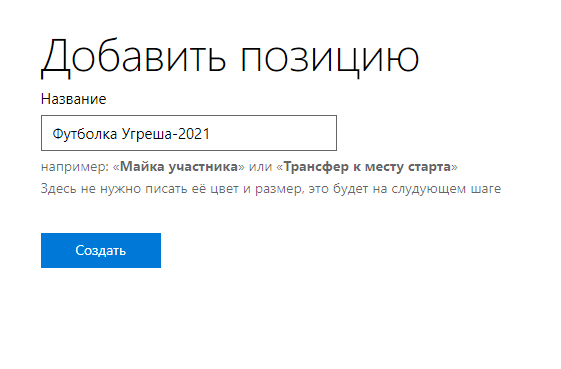 Добавить позицию
Название
Футболка Угреша-2021
например: «Майка участника» или «Трансфер к месту старта»
Здесь не нужно писать её цвет и размер, это будет на слудующем шаге
Создать